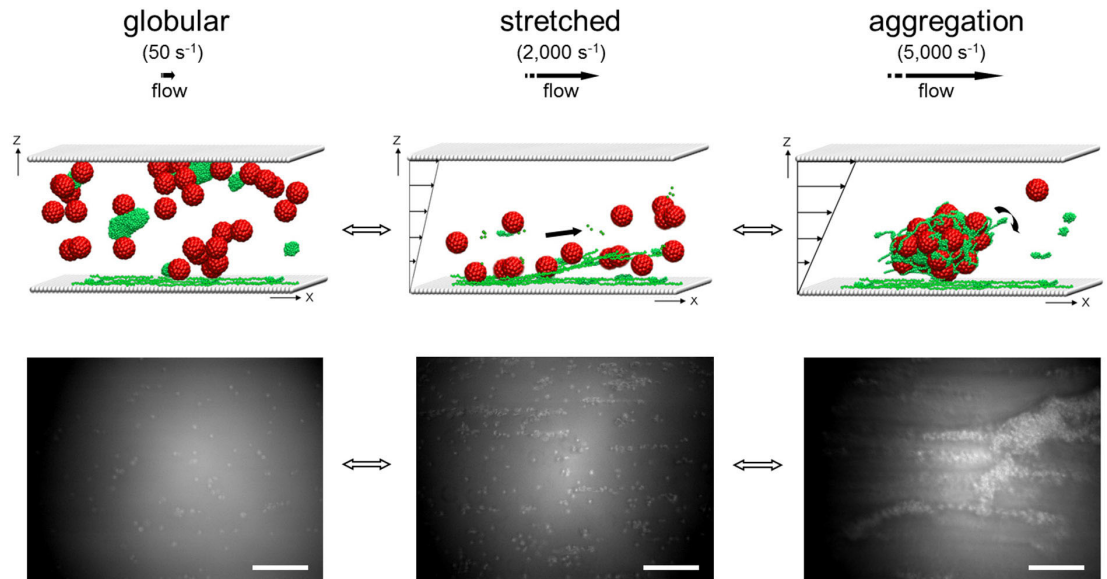 globular
(50 s⁻¹)
flow
stretched
(2,000 s⁻¹)
flow
aggregation
(5,000 s⁻¹)
flow
Z
X
Z
X
Z
X